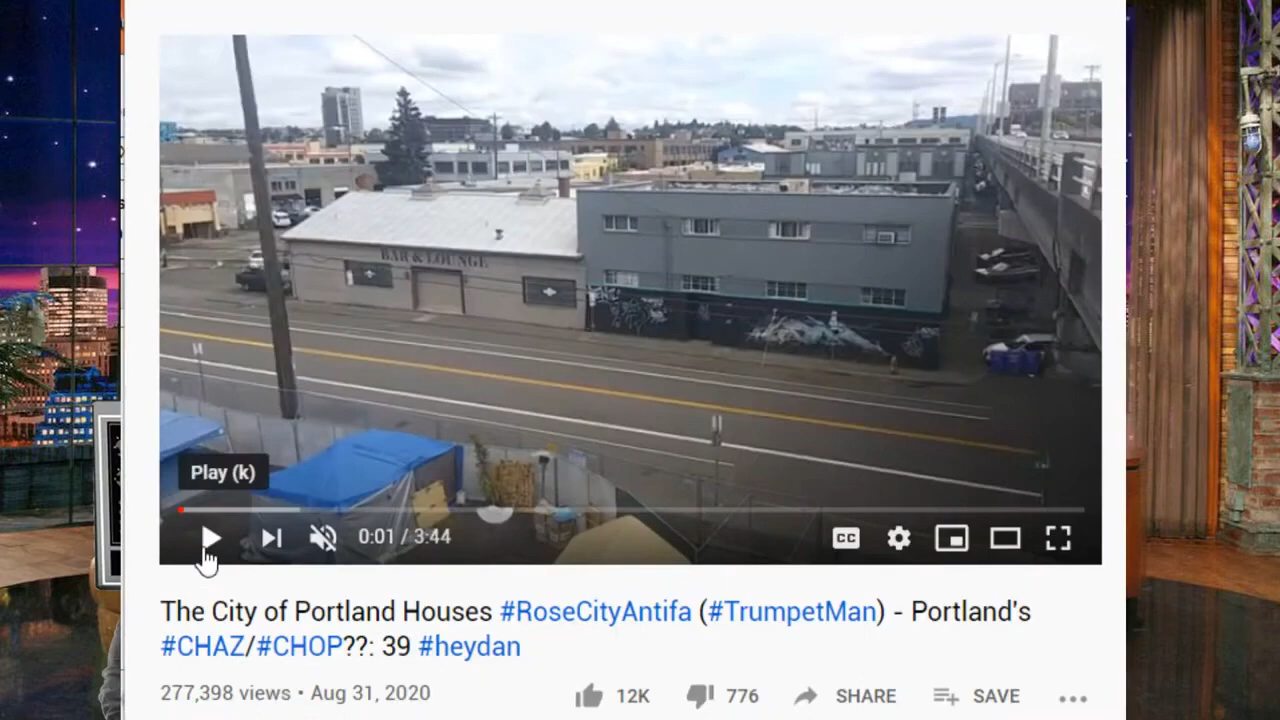 BAR & LOUNGE
Play (k)
0:01 / 3:44
CC
The City of Portland Houses #RoseCityAntifa (#TrumpetMan) - Portland's
#CHAZ/#CHOP??: 39 #heydan
277,398 views • Aug 31, 2020
12K
776
SHARE
SAVE